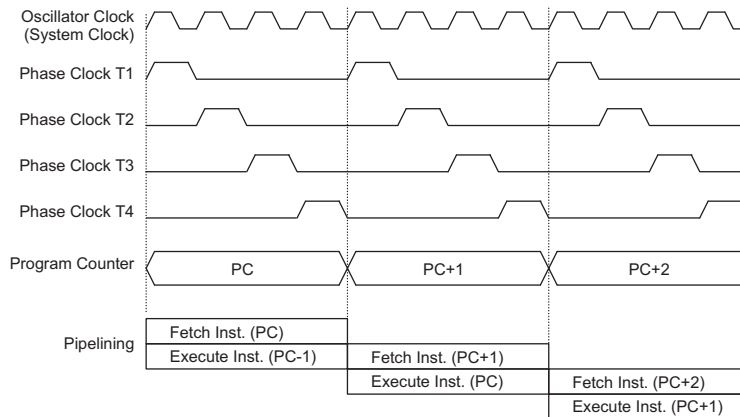 Oscillator Clock
(System Clock)
Phase Clock T1
Phase Clock T2
Phase Clock T3
Phase Clock T4
Program Counter
PC
PC+1
PC+2
Pipelining
Fetch Inst. (PC)
Execute Inst. (PC-1)
Fetch Inst. (PC+1)
Execute Inst. (PC)
Fetch Inst. (PC+2)
Execute Inst. (PC+1)